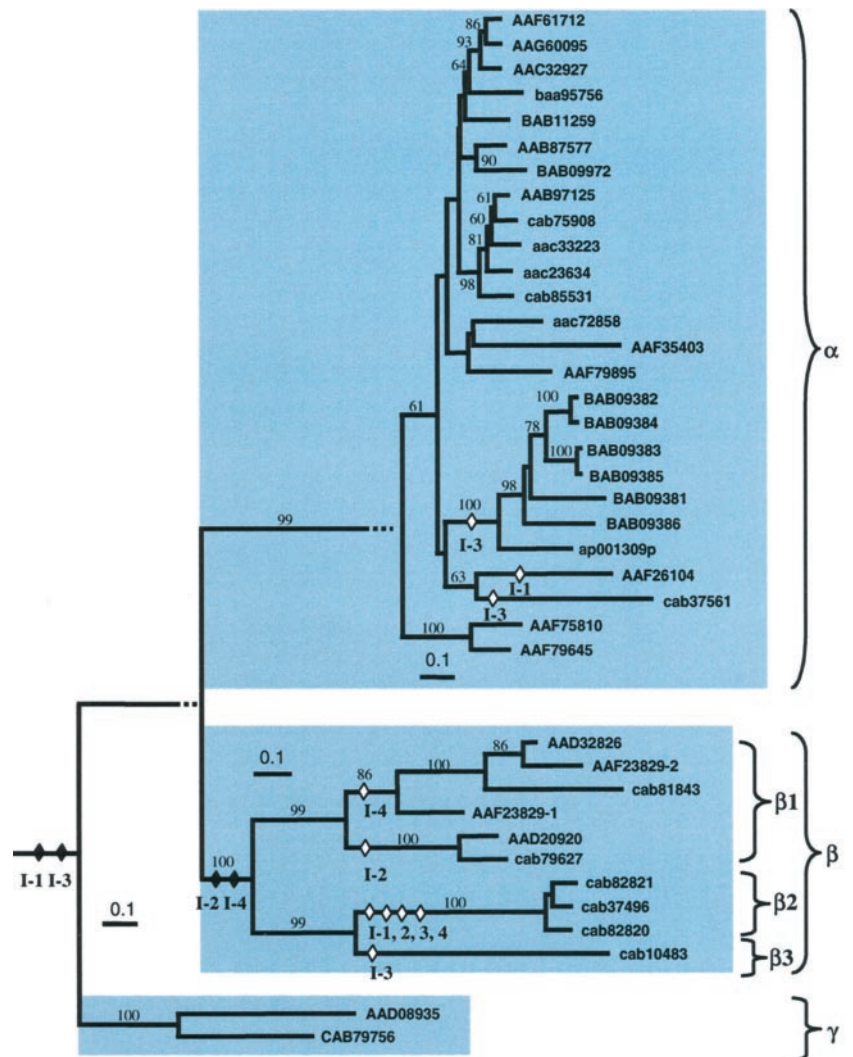 86 AAF61712
93 AAG60095
64 AAC32927
baa95756
BAB11259
AAB87577
90 BAB09972
61 AAB97125
60 cab75908
81 aac33223
aac23634
98 cab85531
aac72858
AAF35403
α
AAF79895
100 BAB09382
61 BAB09384
78 BAB09383
100 BAB09385
98 BAB09381
100 BAB09386
99 I-3 ap001309p
63 AAF26104
I-1
I-3 cab37561
100 AAF75810
AAF79645
0.1
86 AAD32826
0.1 100 AAF23829-2
86 cab81843
I-4 β1
99 AAF23829-1
100 AAD20920
I-2 cab79627
β
100 cab82821
I-1 I-3 I-2 I-4 100 cab37496 β2
0.1 99 I-1, 2, 3, 4 cab82820
β3
I-3 cab10483
100 AAD08935
CAB79756 γ